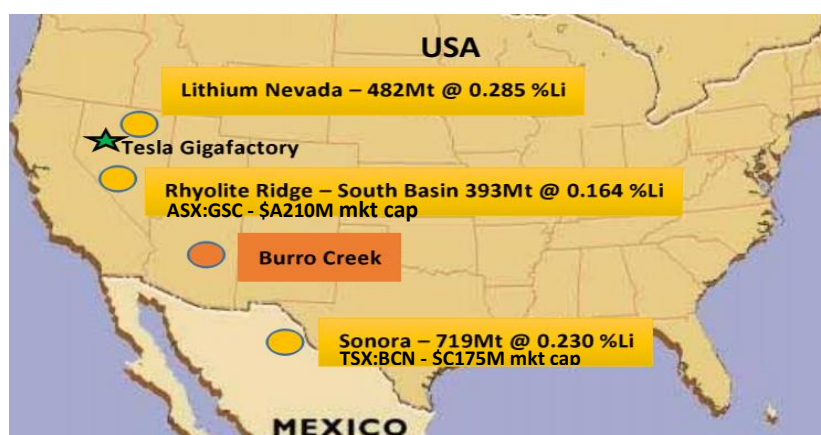 USA
Lithium Nevada – 482Mt @ 0.285 %Li
Tesla Gigafactory
Rhyolite Ridge – South Basin 393Mt @ 0.164 %Li
ASX:GSC - $A210M mkt cap
Burro Creek
Sonora – 719Mt @ 0.230 %Li
TSX:BCN - $C175M mkt cap
MEXICO